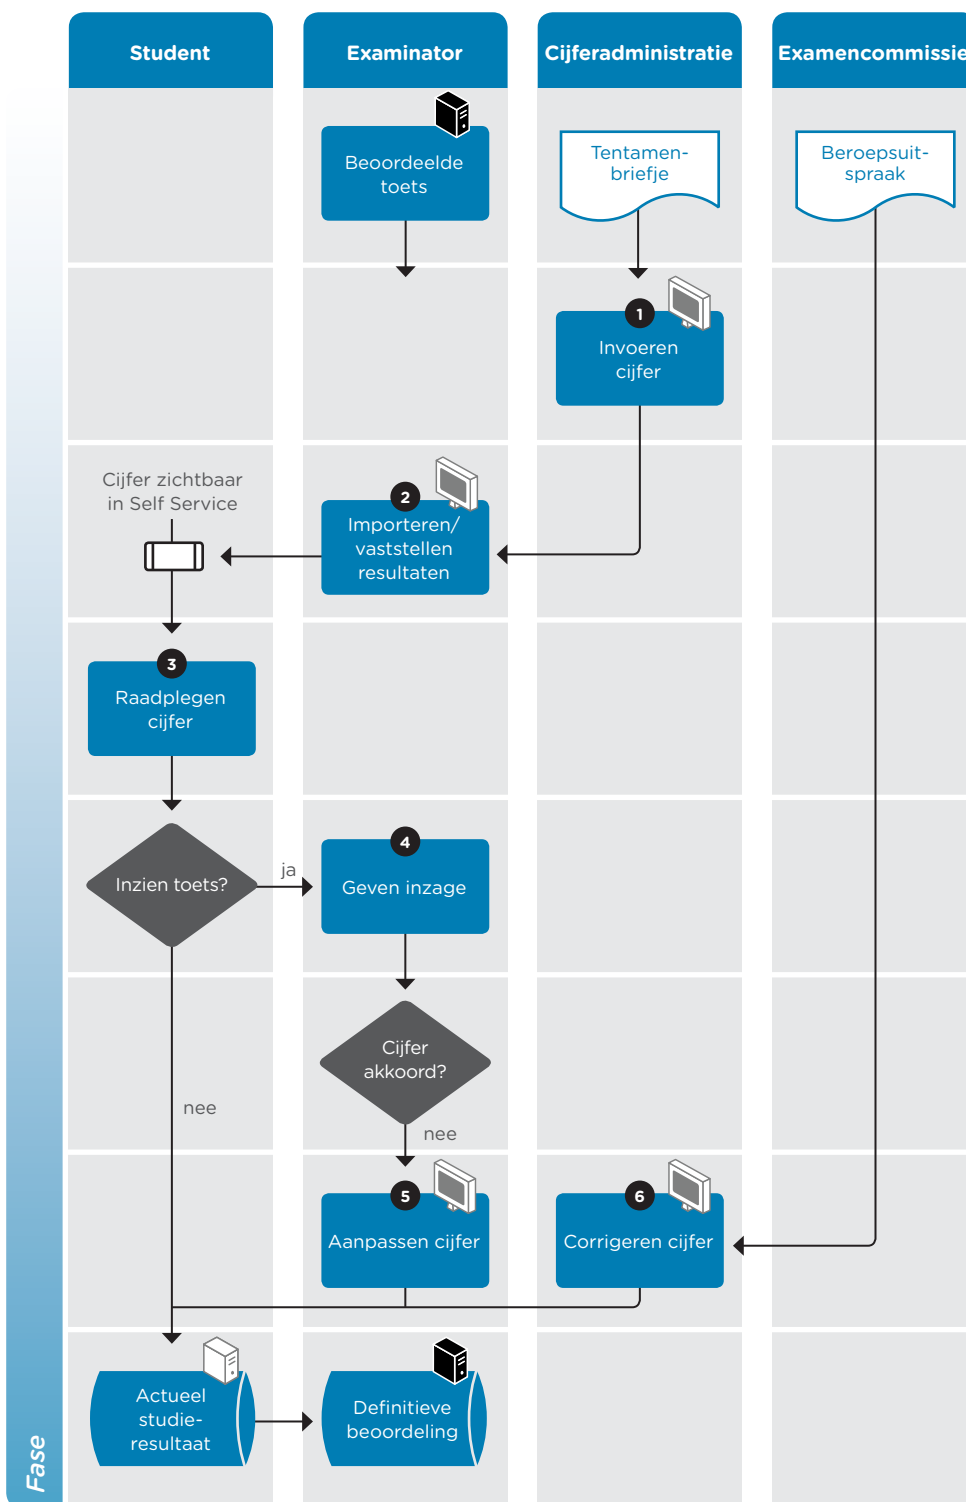 Student
Examinator
Cijferadministratie
Examencommissie
Beoordeelde
toets
Tentamen-
briefje
Beroepsuit-
spraak
1
Invoeren
cijfer
Cijfer zichtbaar
in Self Service
2
Importeren/
vaststellen
resultaten
3
Raadplegen
cijfer
Inzien toets?
ja
4
Geven inzage
Cijfer
akkoord?
nee
nee
5
Aanpassen cijfer
6
Corrigeren cijfer
Actueel
studie-
resultaat
Definitieve
beoordeling
Fase